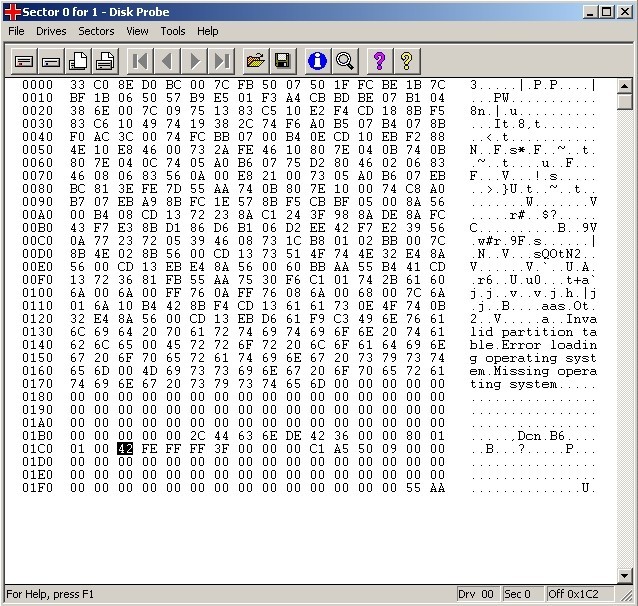 Sector 0 for 1 - Disk Probe
File Drives Sectors View Tools Help
0000 33 C0 8E D0 BC 00 7C FB 50 07 50 1F FC BE 1B 7C 3.....|.P.P....|
0010 BF 1B 06 50 57 B9 E5 01 F3 A4 CB BD BE 07 B1 04 ...PW...........
0020 38 6E 00 7C 09 75 13 83 C5 10 E2 F4 CD 18 8B F5 8n.|.u..........
0030 83 C6 10 49 74 19 38 2C 74 F6 A0 B5 07 B4 07 8B ...It.8,t.......
0040 F0 AC 3C 00 74 FC BB 07 00 B4 0E CD 10 EB F2 88 ..<.t...........
0050 4E 10 E8 46 00 73 2A FE 46 10 80 7E 04 0B 74 0B N..F.s*.F..~..t.
0060 80 7E 04 0C 74 05 A0 B6 07 75 D2 80 46 02 06 83 .~..t....u..F...
0070 46 08 06 83 56 0A 00 E8 21 00 73 05 A0 B6 07 EB F...V...!.s.....
0080 BC 81 3E FE 7D 55 AA 74 0B 80 7E 10 00 74 C8 A0 ..>.}U.t..~..t..
0090 B7 07 EB A9 8B FC 1E 57 8B F5 CB BF 05 00 8A 56 .......W.......V
00A0 00 B4 08 CD 13 72 23 8A C1 24 3F 98 8A DE 8A FC .....r#..$?.....
00B0 43 F7 E3 8B D1 86 D6 B1 06 D2 EE 42 F7 E2 39 56 C..........B..9V
00C0 0A 77 23 72 05 39 46 08 73 1C B8 01 02 BB 00 7C .w#r.9F.s......|
00D0 8B 4E 02 8B 56 00 CD 13 73 51 4F 74 4E 32 E4 8A .N..V...sQOtN2..
00E0 56 00 CD 13 EB E4 8A 56 00 60 BB AA 55 B4 41 CD V......V.`..U.A.
00F0 13 72 36 81 FB 55 AA 75 30 F6 C1 01 74 2B 61 60 .r6..U.u0...t+a`
0100 6A 00 6A 00 FF 76 0A FF 76 08 6A 00 68 00 7C 6A j.j..v..v.j.h.|j
0110 01 6A 10 B4 42 8B F4 CD 13 61 61 73 0E 4F 74 0B .j..B....aas.Ot.
0120 32 E4 8A 56 00 CD 13 EB D6 61 F9 C3 49 6E 76 61 2..V.....a..Inva
0130 6C 69 64 20 70 61 72 74 69 74 69 6F 6E 20 74 61 lid partition ta
0140 62 6C 65 00 45 72 72 6F 72 20 6C 6F 61 64 69 6E ble.Error loadin
0150 67 20 6F 70 65 72 61 74 69 6E 67 20 73 79 73 74 g operating syst
0160 65 6D 00 4D 69 73 73 69 6E 67 20 6F 70 65 72 61 em.Missing opera
0170 74 69 6E 67 20 73 79 73 74 65 6D 00 00 00 00 00 ting system.....
0180 00 00 00 00 00 00 00 00 00 00 00 00 00 00 00 00 ................
0190 00 00 00 00 00 00 00 00 00 00 00 00 00 00 00 00 ................
01A0 00 00 00 00 00 00 00 00 00 00 00 00 00 00 00 00 ................
01B0 00 00 00 00 00 2C 44 63 6E DE 42 36 00 00 80 01 .....,Dcn.B6....
01C0 01 00 42 FE FF FF 3F 00 00 00 C1 A5 50 09 00 00 ..B...?.....P...
01D0 00 00 00 00 00 00 00 00 00 00 00 00 00 00 00 00 ................
01E0 00 00 00 00 00 00 00 00 00 00 00 00 00 00 00 00 ................
01F0 00 00 00 00 00 00 00 00 00 00 00 00 00 00 55 AA ..............U.
For Help, press F1 Drv 00 Sec 0 Off 0x1C2